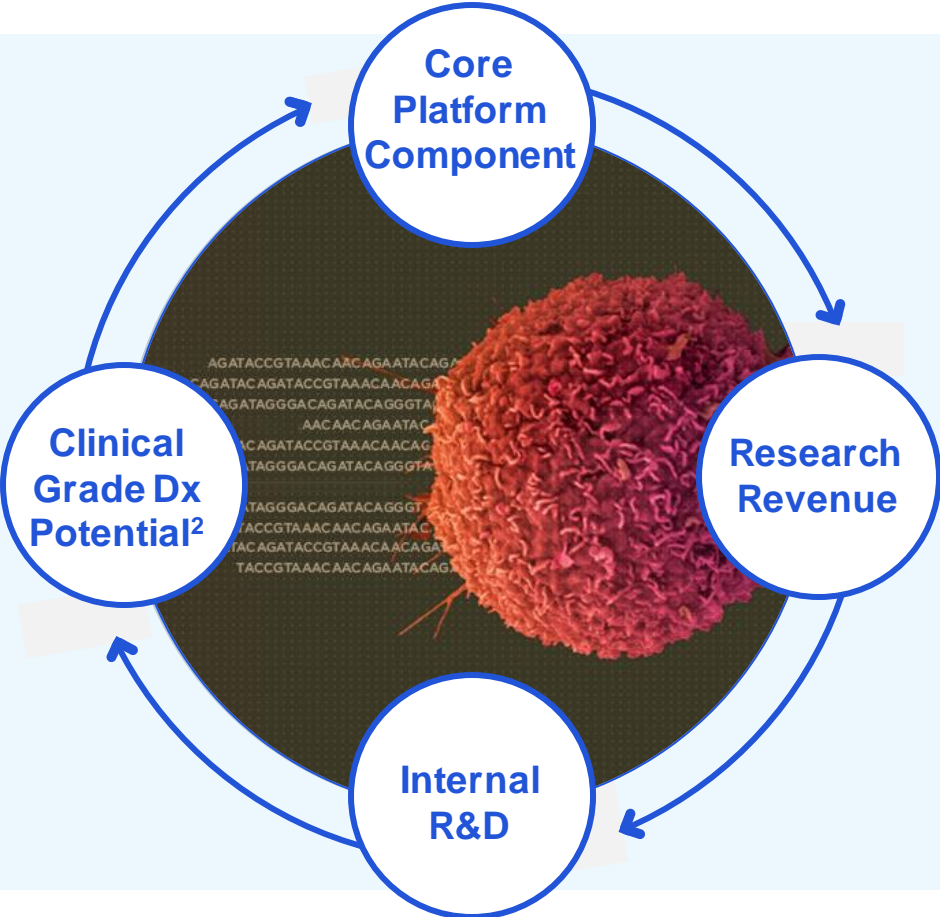 Core
Platform
Component
AGATACCGTAAACAACAGAATACAGA
CAGATACAGATACCGTAAACAACAGA
AGATAGGGACAGATACAGGGTA
AACAACAGAATAC
ACAGATACCGTAAACAACAG
ATAGGGACAGATACAGGGTA
ATAGGGACAGATACAGGGT
TACCGTAAACAACAGAATAC
TACAGATACCGTAAACAACAGA
TACCGTAAACAACAGAATACAG
Clinical
Grade Dx
Potential²
Research
Revenue
Internal
R&D